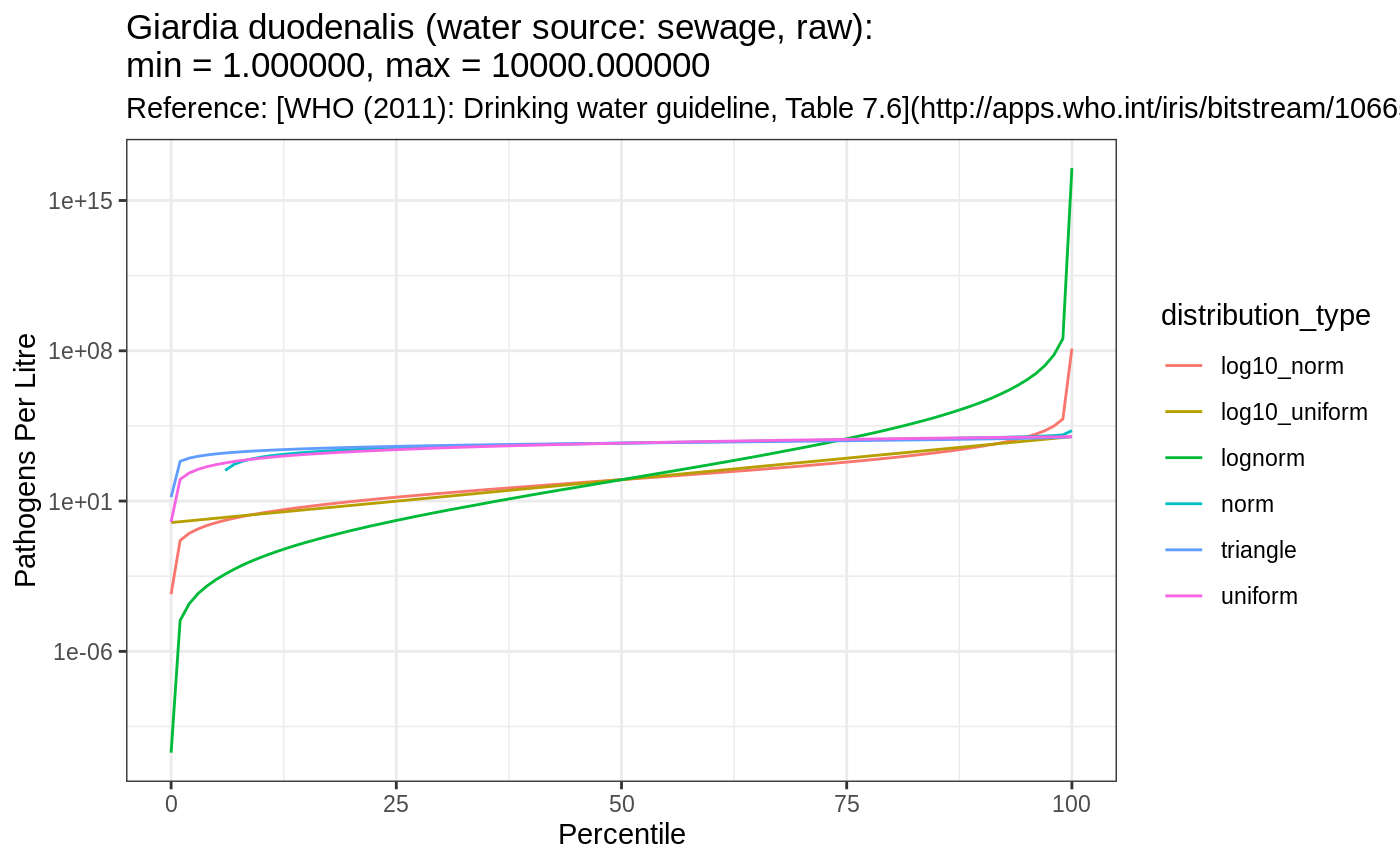 Giardia duodenalis (water source: sewage, raw):
min = 1.000000, max = 10000.000000
Reference: [WHO (2011): Drinking water guideline, Table 7.6](http://apps.who.int/iris/bitstream/1066
Pathogens Per Litre
1e+15
1e+08
1e+01
1e-06
0 25 50 75 100
Percentile
distribution_type
log10_norm
log10_uniform
lognorm
norm
triangle
uniform